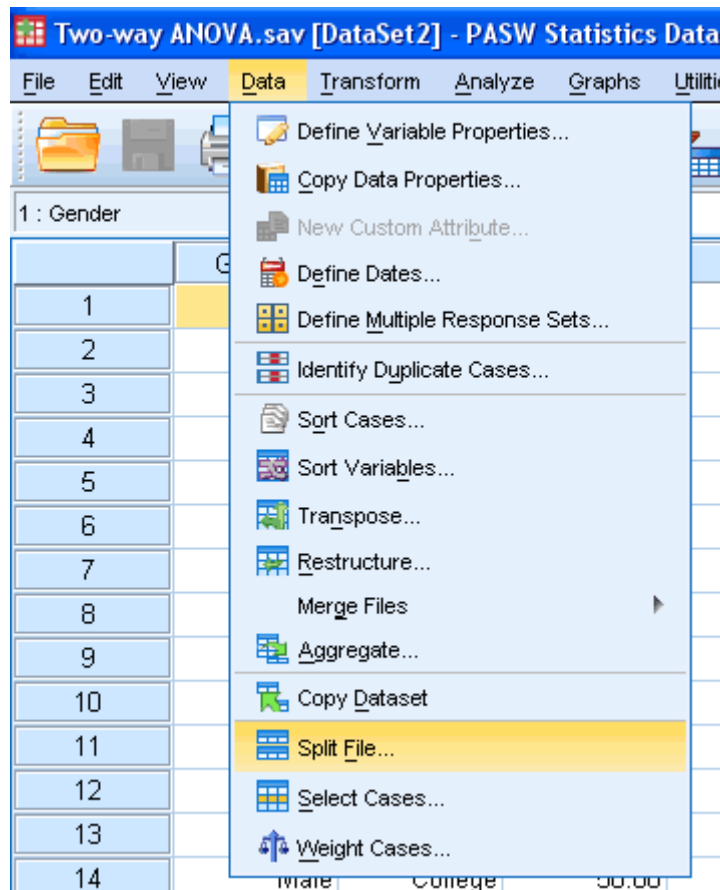 Two-way ANOVA.sav [DataSet2] - PASW Statistics Data
File Edit View Data Transform Analyze Graphs Utiliti
1 : Gender
G
Define Variable Properties...
Copy Data Properties...
New Custom Attribute...
Define Dates...
Define Multiple Response Sets...
Identify Duplicate Cases...
Sort Cases...
Sort Variables...
Transpose...
Restructure...
Merge Files
Aggregate...
Copy Dataset
Split File...
Select Cases...
Weight Cases...
1
2
3
4
5
6
7
8
9
10
11
12
13
14 Male College 50.00